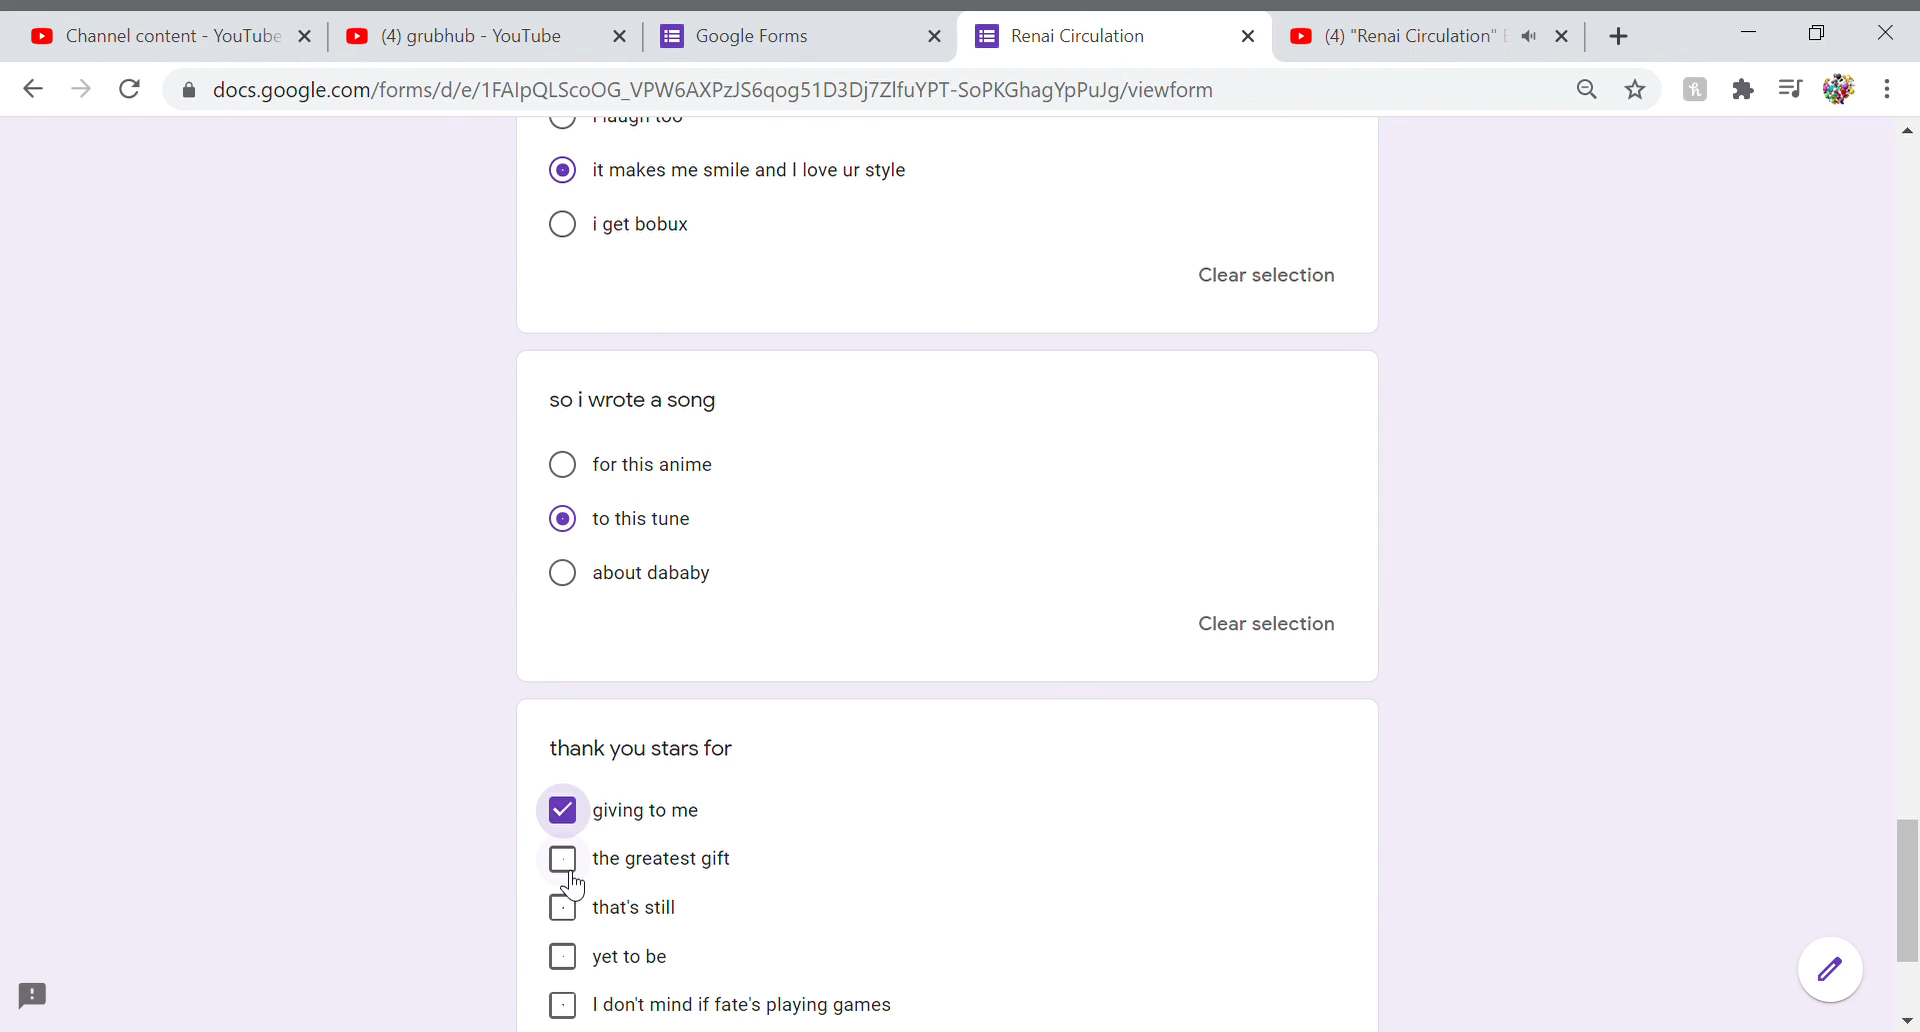 Channel content - YouTube
(4) grubhub - YouTube
Google Forms
Renai Circulation
(4) "Renai Circulation"
docs.google.com/forms/d/e/1FAIpQLScoOG_VPW6AXPzJS6qog51D3Dj7ZlfuYPT-SoPKGhagYpPuJg/viewform
i laugh too
it makes me smile and I love ur style
i get bobux
Clear selection
so i wrote a song
for this anime
to this tune
about dababy
Clear selection
thank you stars for
giving to me
the greatest gift
that's still
yet to be
I don't mind if fate's playing games